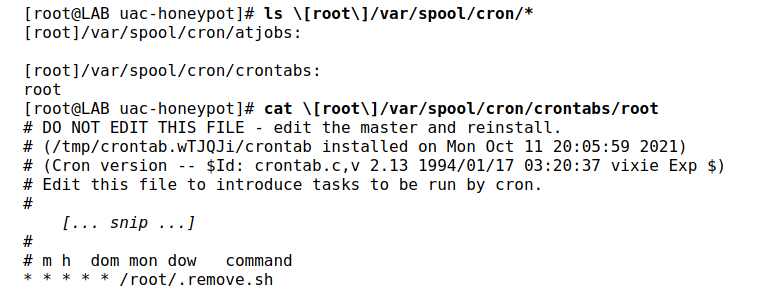 [root@LAB uac-honeypot]# ls \[root\]/var/spool/cron/*
[root]/var/spool/cron/atjobs:

[root]/var/spool/cron/crontabs:
root
[root@LAB uac-honeypot]# cat \[root\]/var/spool/cron/crontabs/root
# DO NOT EDIT THIS FILE - edit the master and reinstall.
# (/tmp/crontab.wTJQJi/crontab installed on Mon Oct 11 20:05:59 2021)
# (Cron version -- $Id: crontab.c,v 2.13 1994/01/17 03:20:37 vixie Exp $)
# Edit this file to introduce tasks to be run by cron.
#
    [... snip ...]
#
# m h  dom mon dow   command
* * * * * /root/.remove.sh